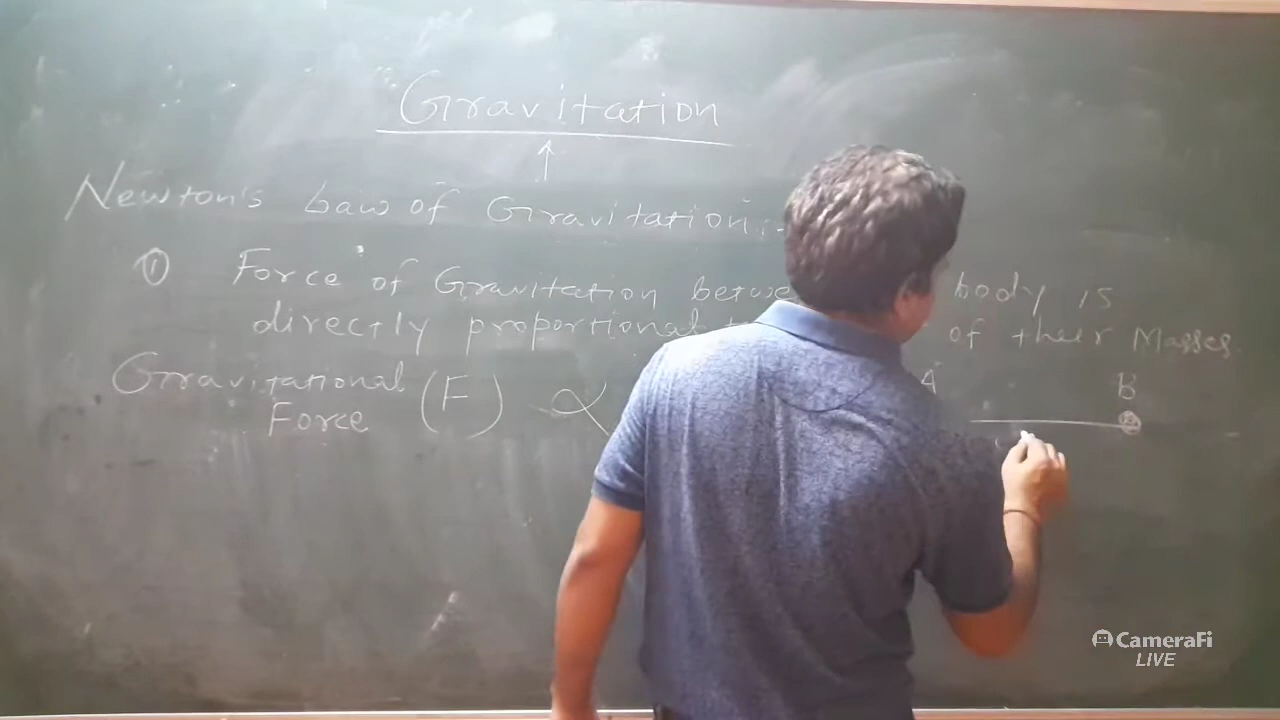 Gravitation
Newton's Law of Gravitation:-
① Force of Gravitation body is
directly proportional of their Masses.
Gravitational (F) ∝
Force
A B
CameraFi
LIVE